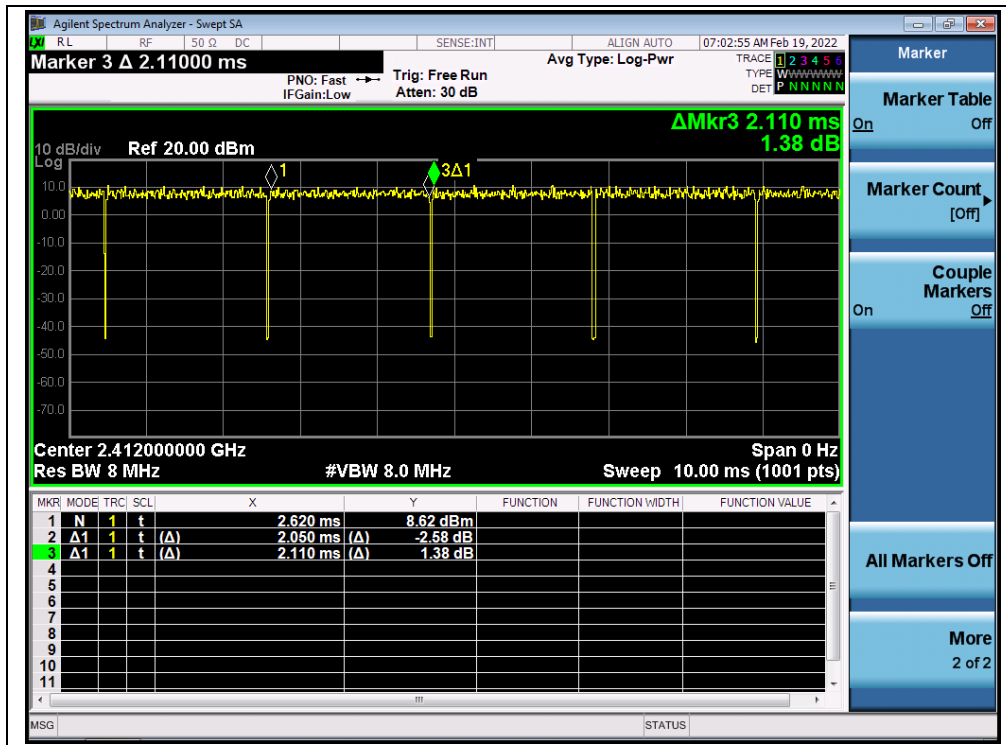 Agilent Spectrum Analyzer - Swept SA
LXI RL RF 50 Ω DC SENSE:INT ALIGN AUTO 07:02:55 AM Feb 19, 2022
Marker 3 Δ 2.11000 ms
PNO: Fast
IFGain:Low
Trig: Free Run
Atten: 30 dB
Avg Type: Log-Pwr
TRACE 1 2 3 4 5 6
TYPE WWWWWW
DET P N N N N N
ΔMkr3 2.110 ms
1.38 dB
10 dB/div Ref 20.00 dBm
Log
1
3Δ1
10.0
0.00
-10.0
-20.0
-30.0
-40.0
-50.0
-60.0
-70.0
Center 2.412000000 GHz Span 0 Hz
Res BW 8 MHz #VBW 8.0 MHz Sweep 10.00 ms (1001 pts)
MKR MODE TRC SCL X Y FUNCTION FUNCTION WIDTH FUNCTION VALUE
1 N 1 t 2.620 ms 8.62 dBm
2 Δ1 1 t (Δ) 2.050 ms (Δ) -2.58 dB
3 Δ1 1 t (Δ) 2.110 ms (Δ) 1.38 dB
4
5
6
7
8
9
10
11
MSG STATUS
Marker
Marker Table
On Off
Marker Count
[Off]
Couple
Markers
On Off
All Markers Off
More
2 of 2